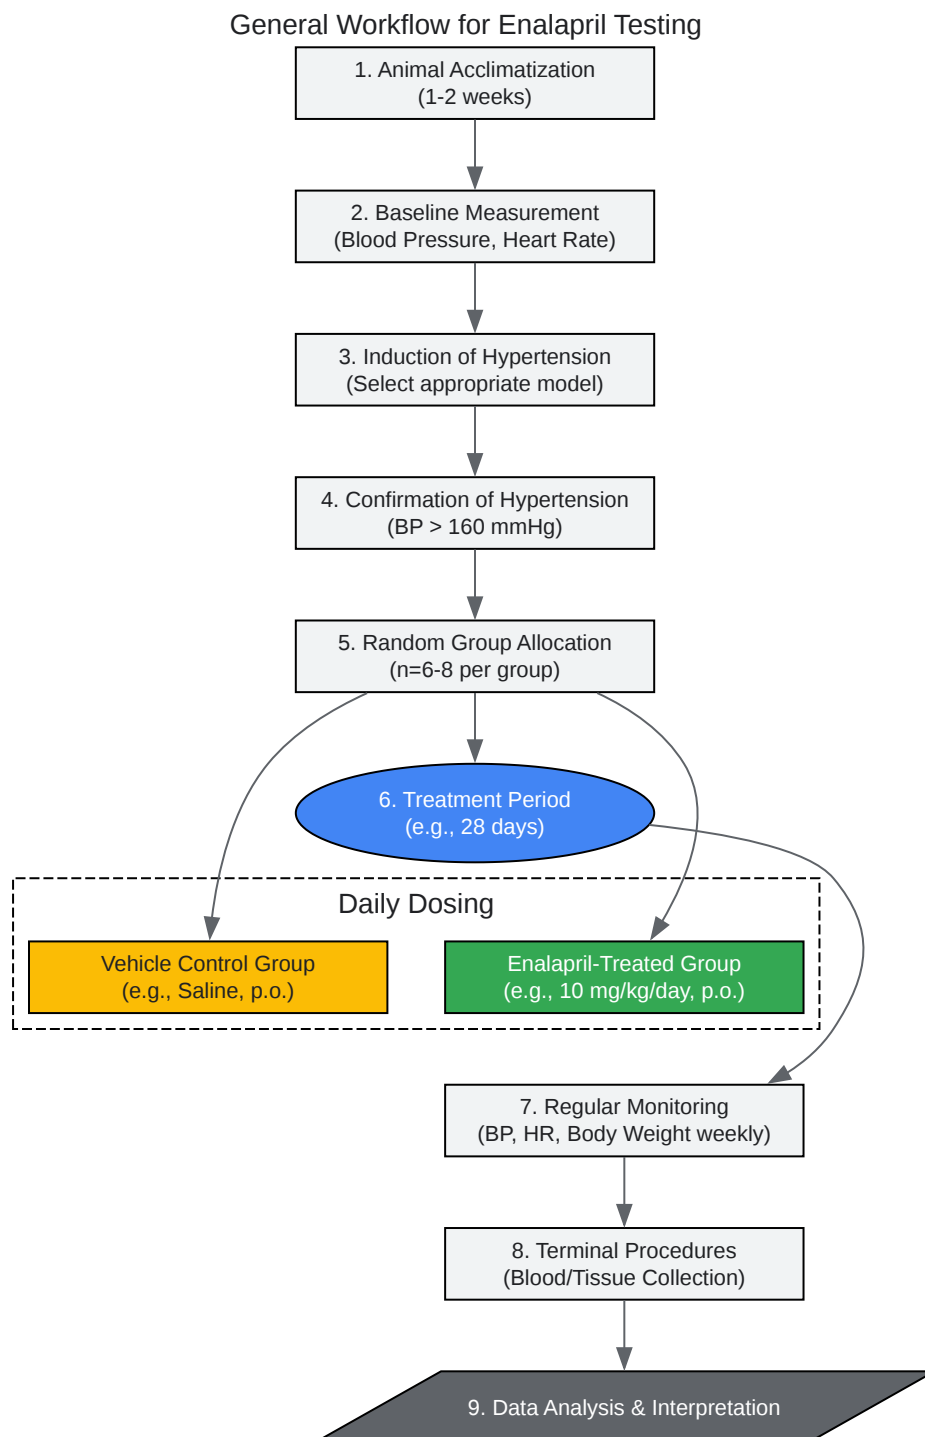 General Workflow for Enalapril Testing
1. Animal Acclimatization
(1-2 weeks)
2. Baseline Measurement
(Blood Pressure, Heart Rate)
3. Induction of Hypertension
(Select appropriate model)
4. Confirmation of Hypertension
(BP > 160 mmHg)
5. Random Group Allocation
(n=6-8 per group)
6. Treatment Period
(e.g., 28 days)
Daily Dosing
Vehicle Control Group
(e.g., Saline, p.o.)
Enalapril-Treated Group
(e.g., 10 mg/kg/day, p.o.)
7. Regular Monitoring
(BP, HR, Body Weight weekly)
8. Terminal Procedures
(Blood/Tissue Collection)
9. Data Analysis & Interpretation